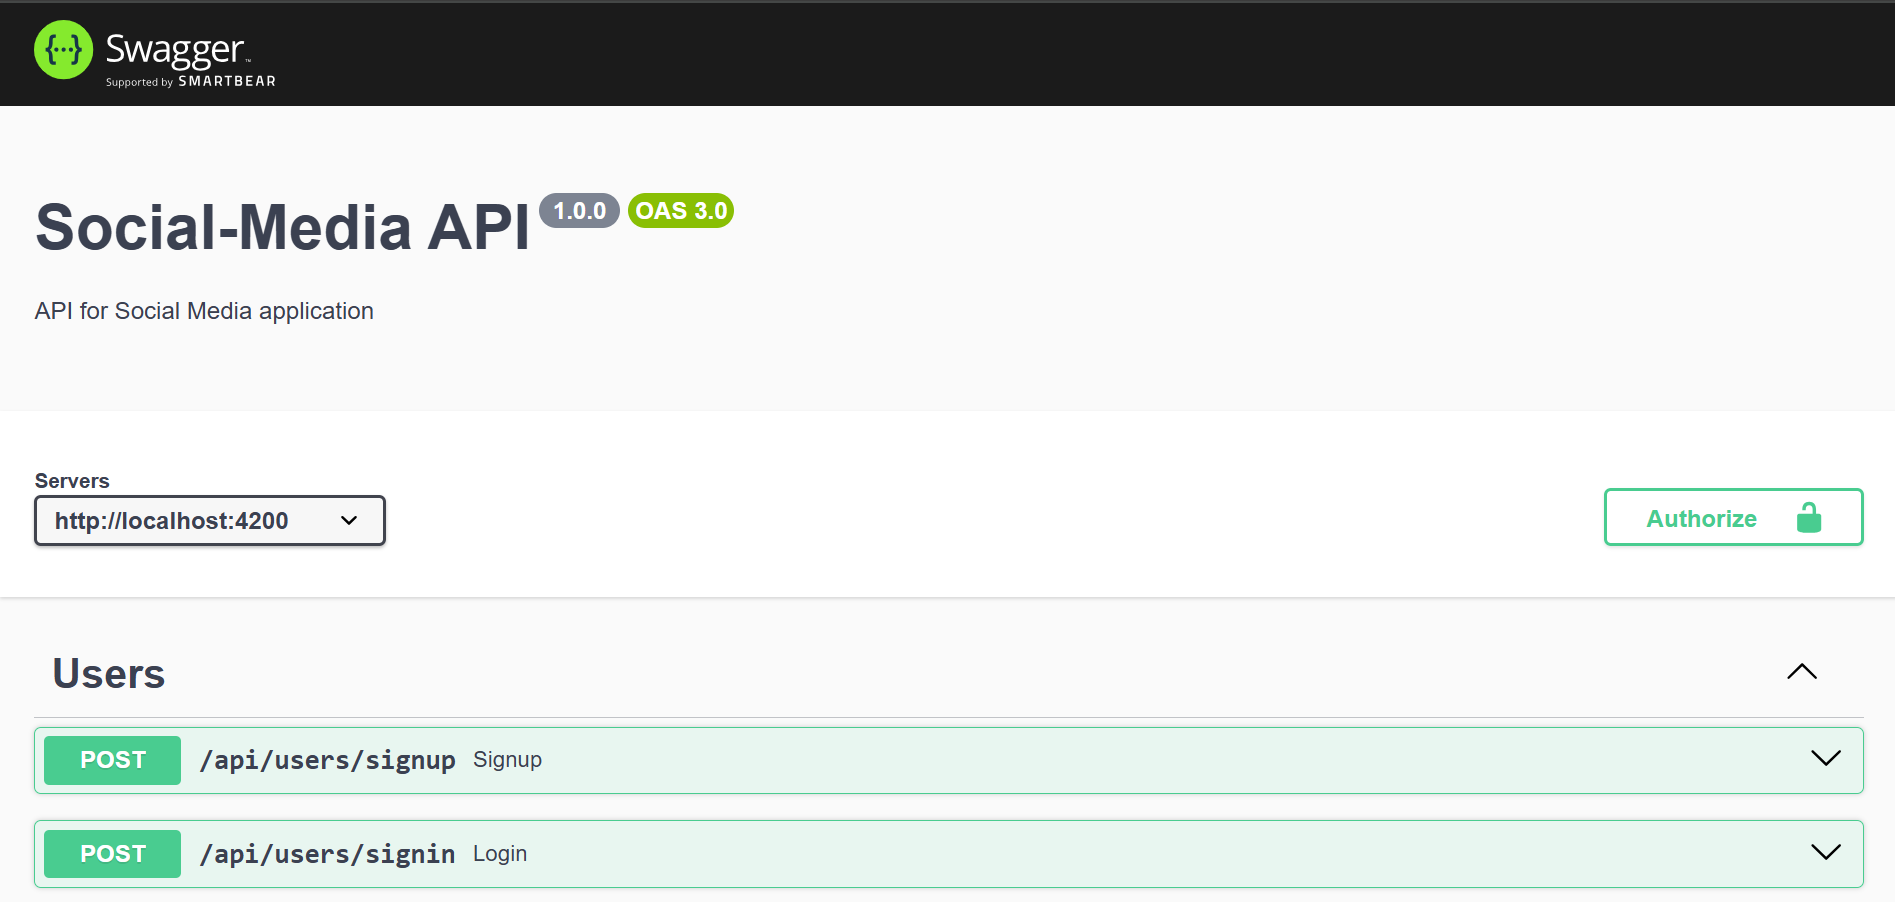 {···} Swagger™
Supported by SMARTBEAR
Social-Media API 1.0.0 OAS 3.0
API for Social Media application
Servers
http://localhost:4200
Authorize
Users
POST /api/users/signup Signup
POST /api/users/signin Login